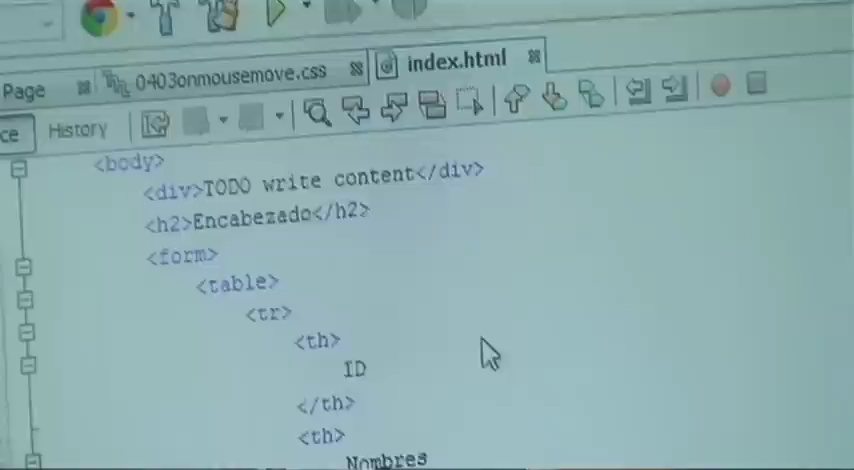 Page 0403onmousemove.css index.html
ce History
<body>
<div>TODO write content</div>
<h2>Encabezado</h2>
<form>
<table>
<tr>
<th>
ID
</th>
<th>
Nombres